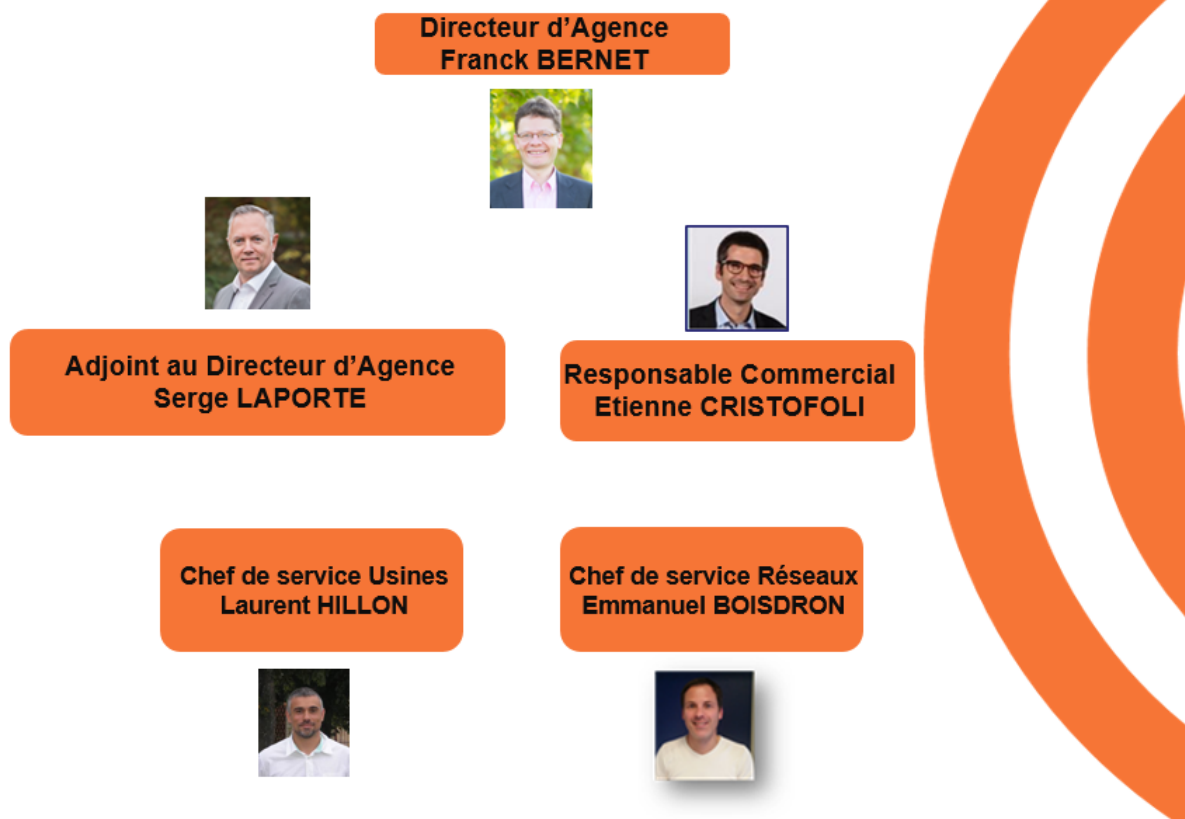 Directeur d’Agence
Franck BERNET
Adjoint au Directeur d’Agence
Serge LAPORTE
Responsable Commercial
Etienne CRISTOFOLI
Chef de service Usines
Laurent HILLON
Chef de service Réseaux
Emmanuel BOISDRON